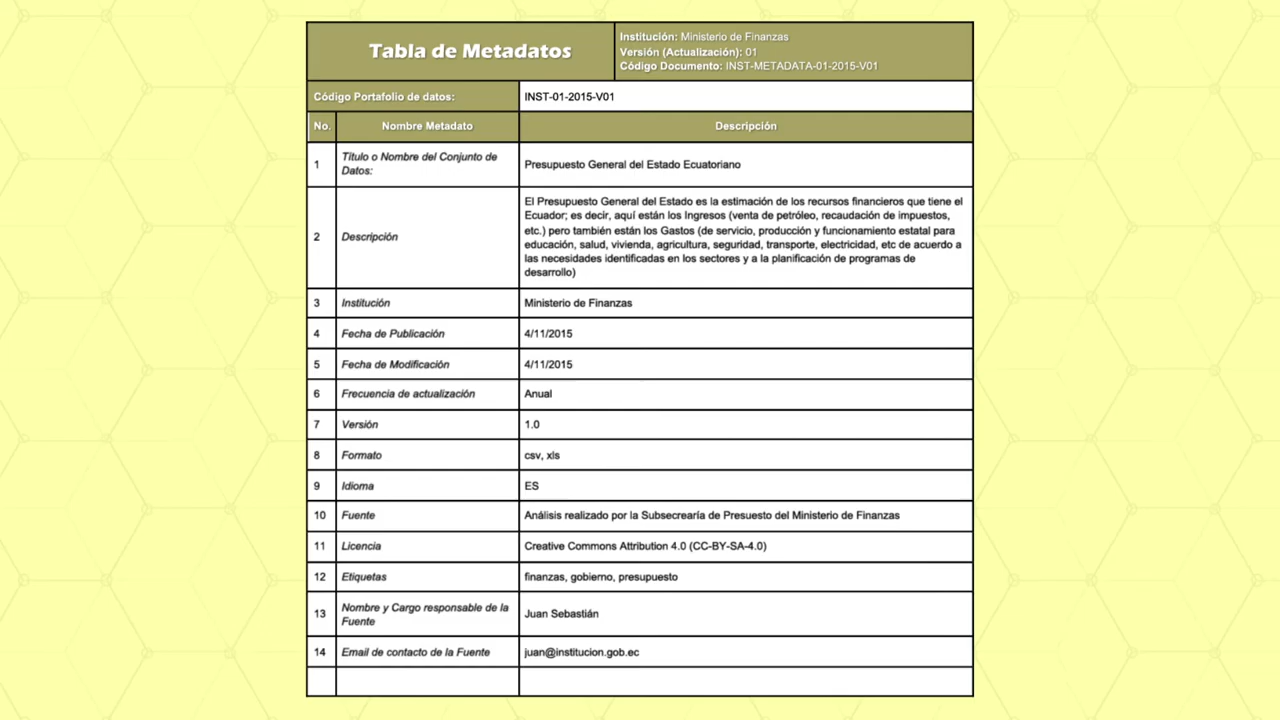 Tabla de Metadatos
Institución: Ministerio de Finanzas
Versión (Actualización): 01
Código Documento: INST-METADATA-01-2015-V01
Código Portafolio de datos: INST-01-2015-V01
No. Nombre Metadato Descripción
1 Título o Nombre del Conjunto de
Datos:
Presupuesto General del Estado Ecuatoriano
2 Descripción
El Presupuesto General del Estado es la estimación de los recursos financieros que tiene el
Ecuador; es decir, aquí están los Ingresos (venta de petróleo, recaudación de impuestos,
etc.) pero también están los Gastos (de servicio, producción y funcionamiento estatal para
educación, salud, vivienda, agricultura, seguridad, transporte, electricidad, etc de acuerdo a
las necesidades identificadas en los sectores y a la planificación de programas de
desarrollo)
3 Institución Ministerio de Finanzas
4 Fecha de Publicación 4/11/2015
5 Fecha de Modificación 4/11/2015
6 Frecuencia de actualización Anual
7 Versión 1.0
8 Formato csv, xls
9 Idioma ES
10 Fuente Análisis realizado por la Subsecrearía de Presuesto del Ministerio de Finanzas
11 Licencia Creative Commons Attribution 4.0 (CC-BY-SA-4.0)
12 Etiquetas finanzas, gobierno, presupuesto
13 Nombre y Cargo responsable de la
Fuente
Juan Sebastián
14 Email de contacto de la Fuente juan@institucion.gob.ec